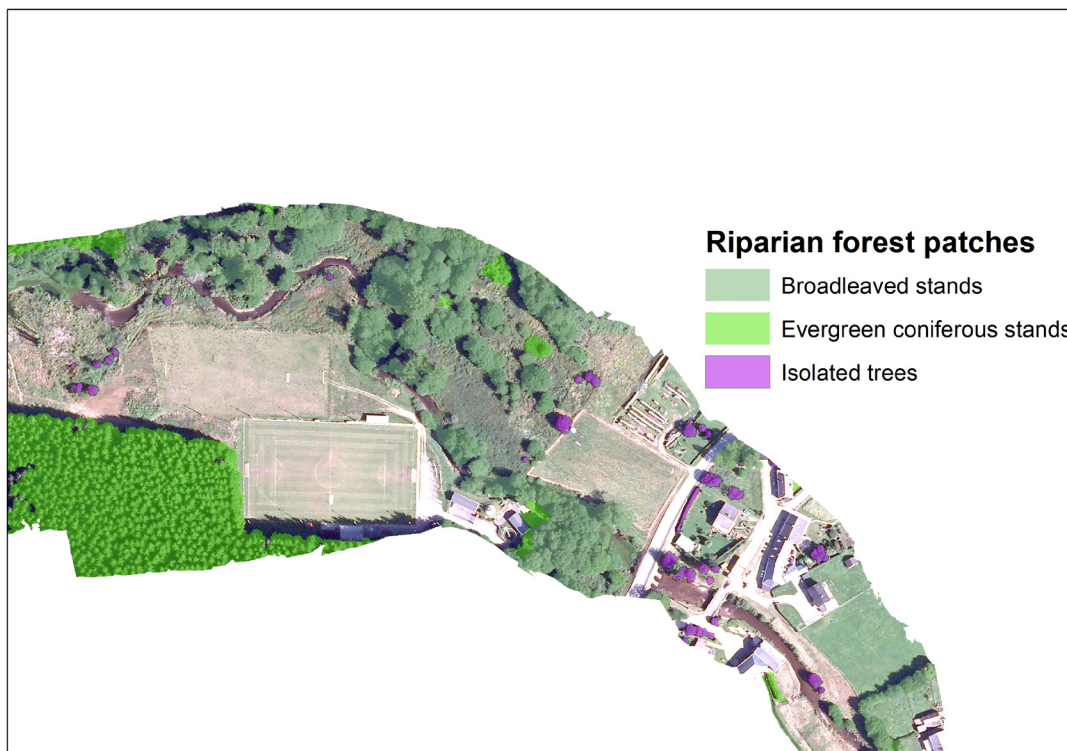 Riparian forest patches
Broadleaved stands
Evergreen coniferous stands
Isolated trees